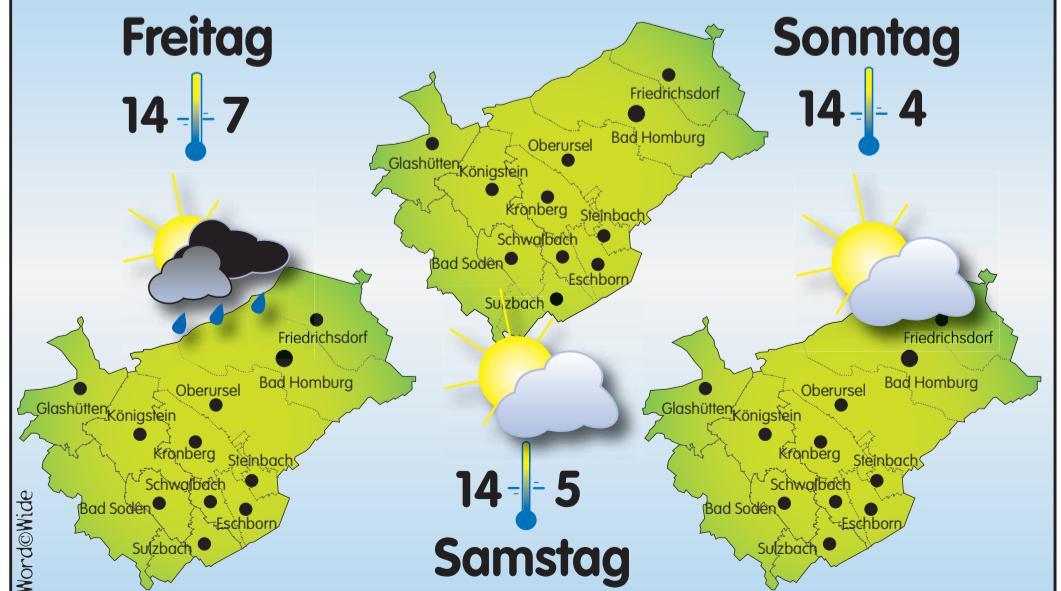 Freitag
14 7
Friedrichsdorf
Bad Homburg
Oberursel
Glashütten
Königstein
Kronberg
Steinbach
Schwalbach
Bad Soden
Eschborn
Sulzbach
Friedrichsdorf
Bad Homburg
Oberursel
Glashütten
Königstein
Kronberg
Steinbach
Schwalbach
Bad Soden
Eschborn
Sulzbach
14 5
Samstag
Sonntag
14 4
Friedrichsdorf
Bad Homburg
Oberursel
Glashütten
Königstein
Kronberg
Steinbach
Schwalbach
Bad Soden
Eschborn
Sulzbach
Word©Wide